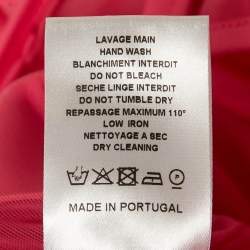 LAVAGE MAIN
HAND WASH
BLANCHIMENT INTERDIT
DO NOT BLEACH
SECHE LINGE INTERDIT
DO NOT TUMBLE DRY
REPASSAGE MAXIMUM 110°
LOW IRON
NETTOYAGE A SEC
DRY CLEANING
MADE IN PORTUGAL